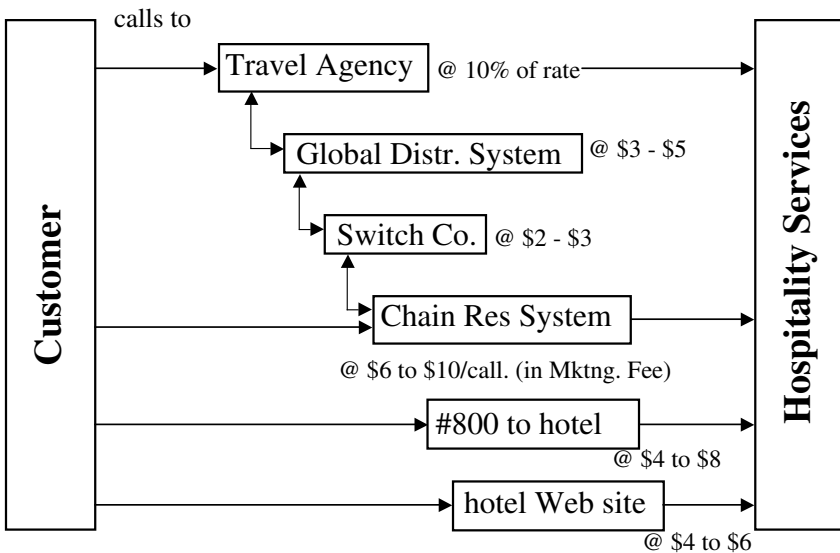 calls to
Travel Agency
@ 10% of rate
Global Distr. System
@ $3 - $5
Switch Co.
@ $2 - $3
Chain Res System
@ $6 to $10/call. (in Mktng. Fee)
#800 to hotel
@ $4 to $8
hotel Web site
@ $4 to $6
Customer
Hospitality Services